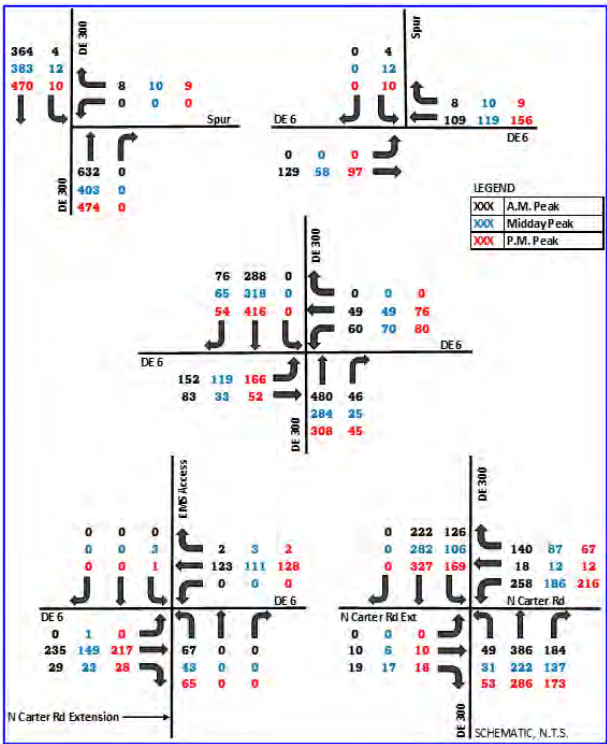 DE 300
364 4
383 12
470 10
8 10 9
0 0 0
Spur
632 0
403 0
474 0
DE 300
Spur
0 4
0 12
0 10
8 10 9
109 119 156
DE 6
DE 6
0 0 0
129 58 97
LEGEND
XXX A.M. Peak
XXX Midday Peak
XXX P.M. Peak
DE 300
76 288 0
65 318 0
54 416 0
0 0 0
49 49 76
60 70 80
DE 6
DE 6
152 119 166
83 33 52
480 46
284 25
308 45
DE 300
EMS Access
0 0 0
0 0 3
0 0 1
2 3 2
123 111 128
0 0 0
DE 6
DE 6
0 1 0
235 149 217
29 23 28
67 0 0
43 0 0
65 0 0
N Carter Rd Extension
DE 300
0 222 126
0 282 106
0 327 169
140 87 67
18 12 12
258 186 216
N Carter Rd
N Carter Rd Ext
0 0 0
10 6 10
19 17 18
49 386 184
31 222 137
53 286 173
DE 300
SCHEMATIC, N.T.S.